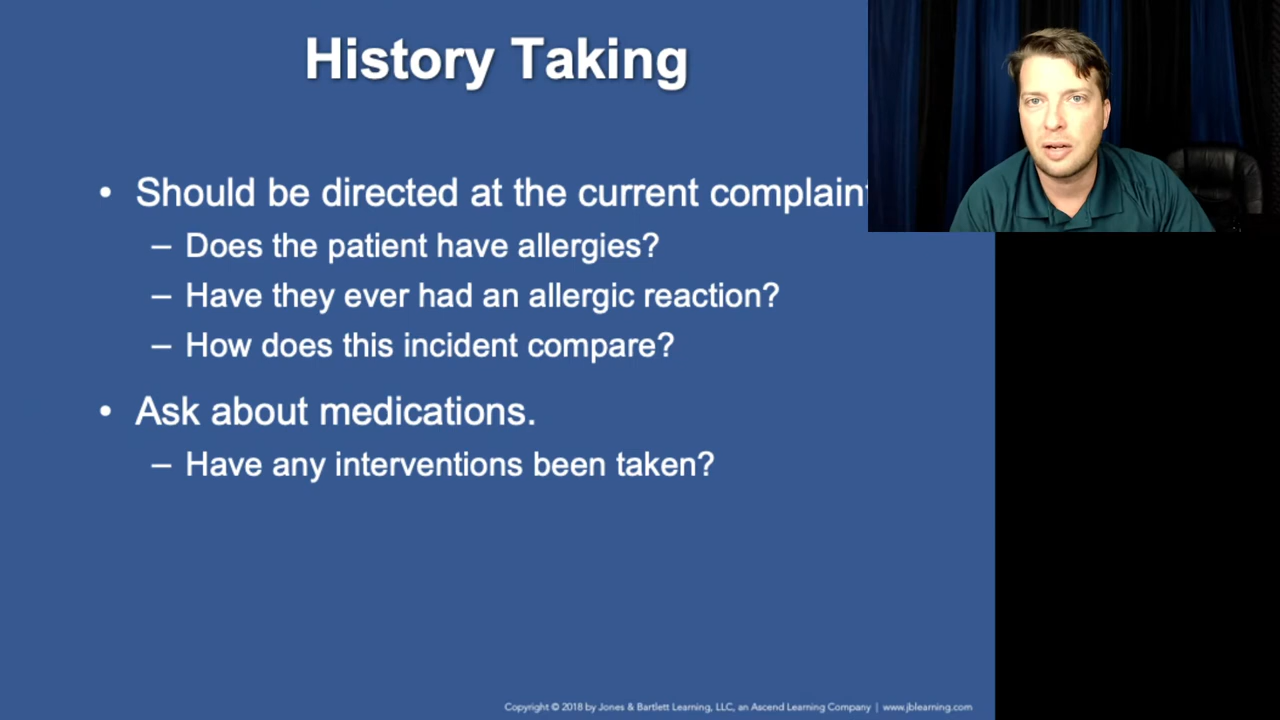 History Taking
• Should be directed at the current complain
– Does the patient have allergies?
– Have they ever had an allergic reaction?
– How does this incident compare?
• Ask about medications.
– Have any interventions been taken?
Copyright © 2018 by Jones & Bartlett Learning, LLC, an Ascend Learning Company | www.jblearning.com